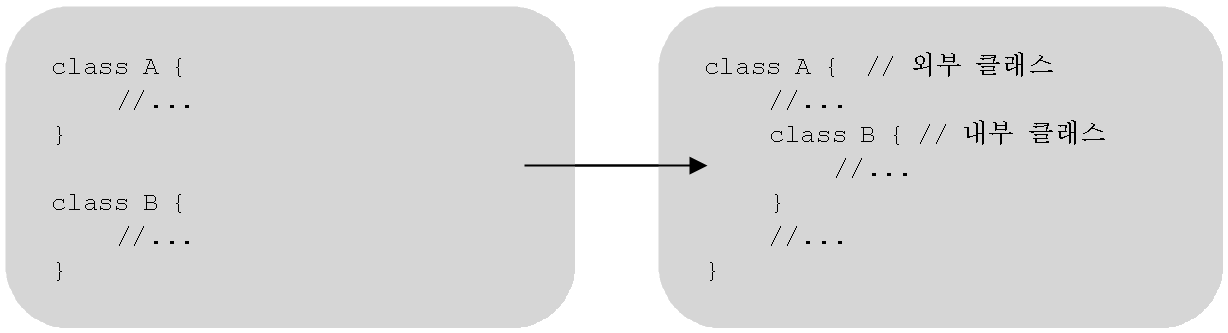 class A {
    //...
}

class B {
    //...
}
class A {  // 외부 클래스
    //...
    class B { // 내부 클래스
        //...
    }
    //...
}